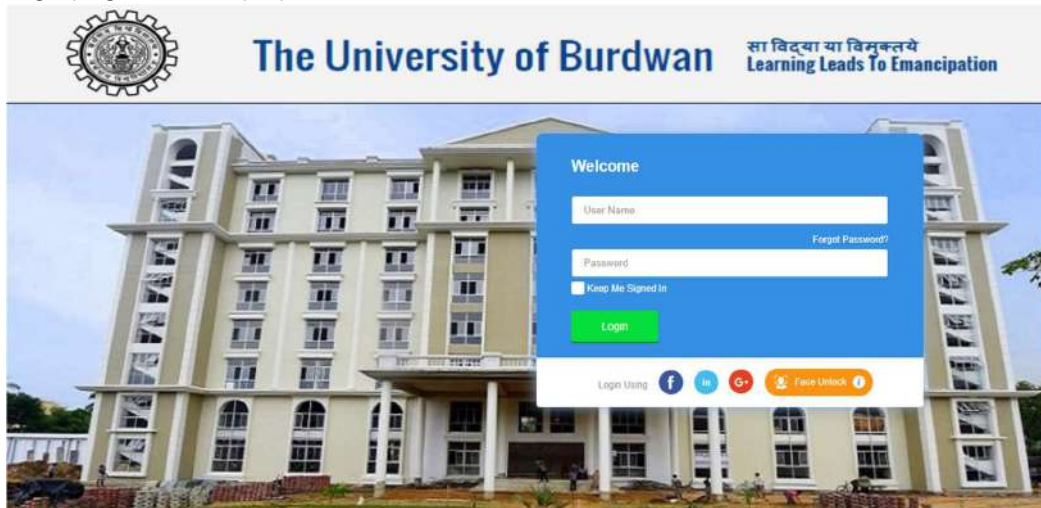 The University of Burdwan
सा विद्या या विमुक्तये
Learning Leads To Emancipation
Welcome
User Name
Forgot Password?
Password
Keep Me Signed In
Login
Login Using
f
in
G+
Face Unlock
i